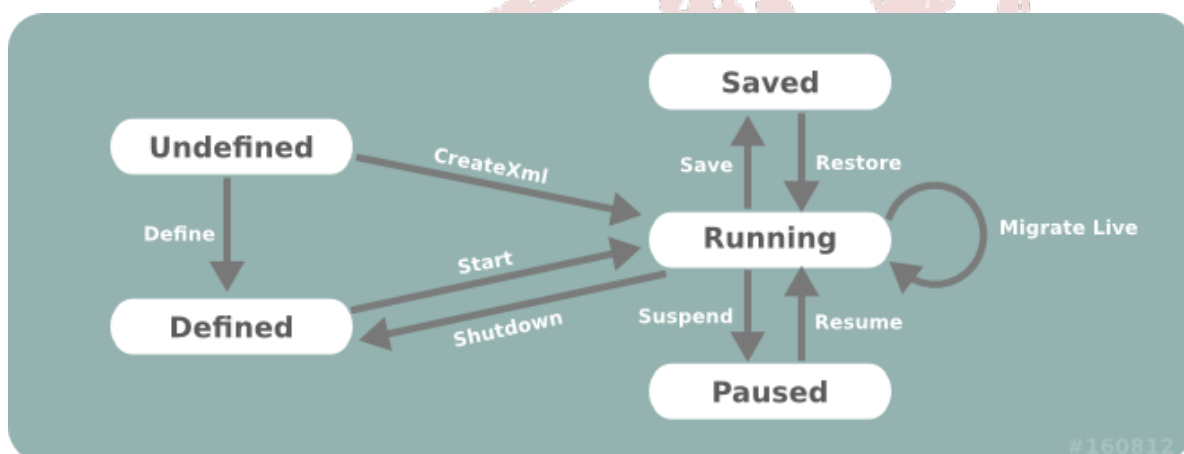 Saved
Undefined
CreateXml
Save
Restore
Define
Running
Migrate Live
Start
Shutdown
Defined
Suspend
Resume
Paused
#160812